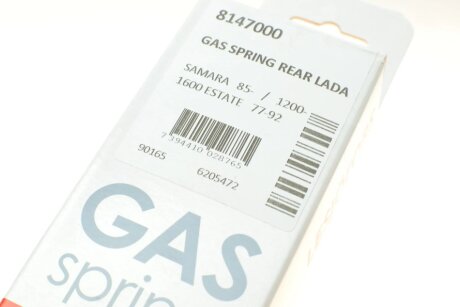 8147000
GAS SPRING REAR LADA
SAMARA 85- / 1200-
1600 ESTATE 77-92
7 394410 028765
90165 6205472
GAS
spring